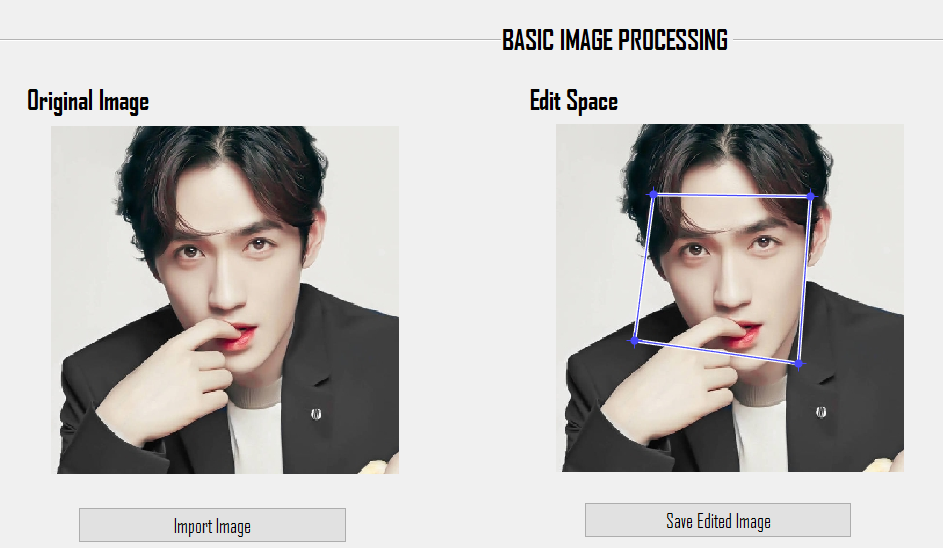 BASIC IMAGE PROCESSING
Original Image
Edit Space
Import Image
Save Edited Image